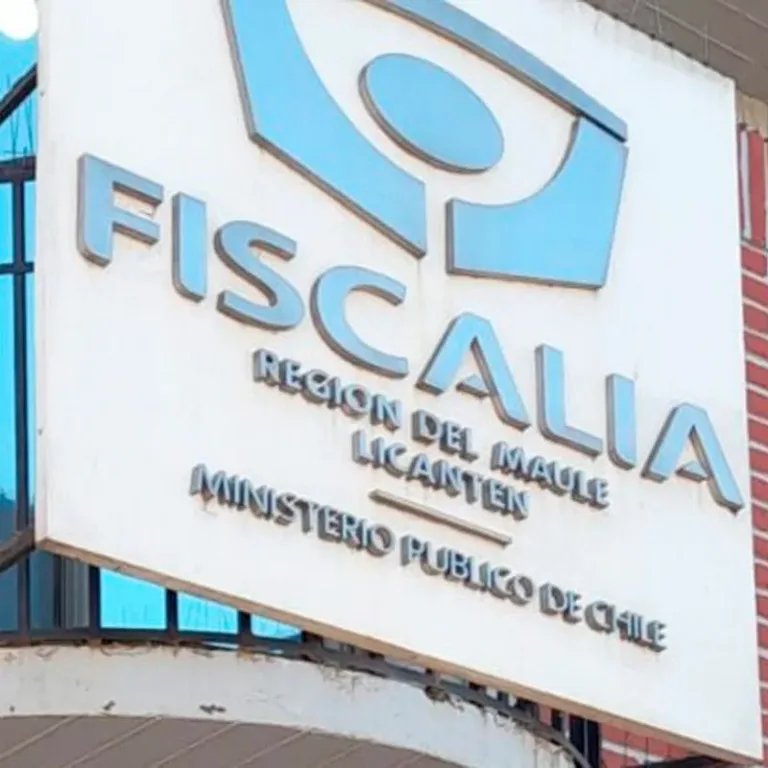 FISCALIA
REGION DEL MAULE
LICANTEN
MINISTERIO PUBLICO DE CHILE